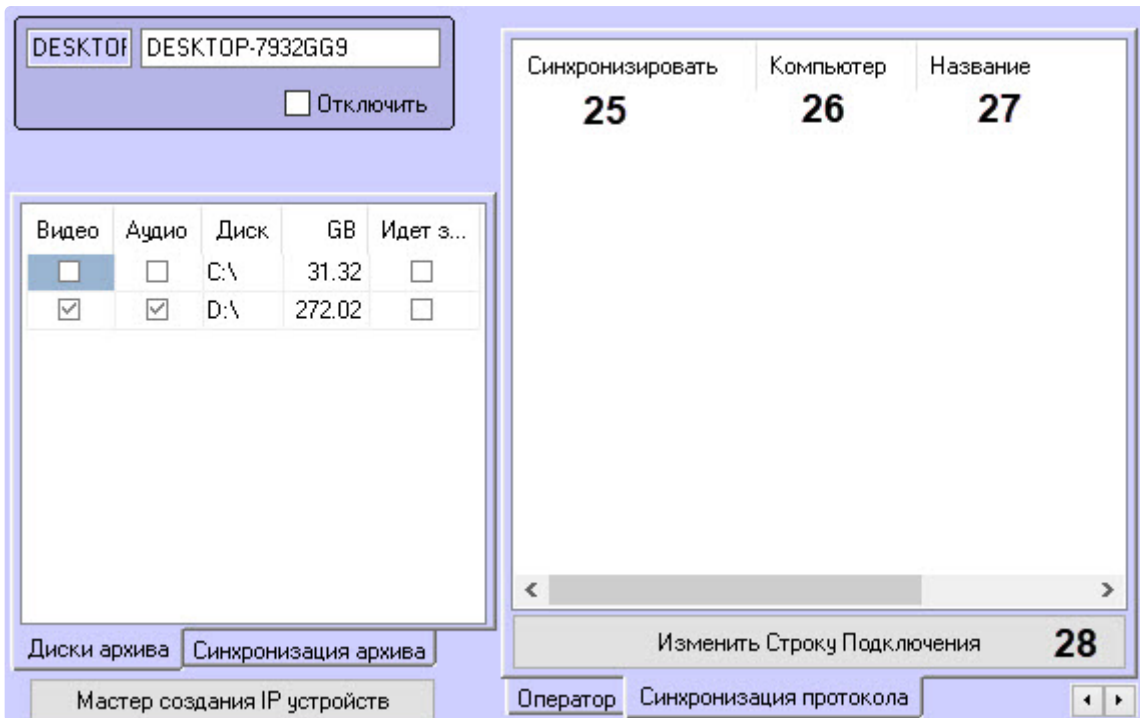 DESKTOF DESKTOP-7932GG9
Отключить
Видео Аудио Диск GB Идет з...
C:\ 31.32
D:\ 272.02
Диски архива Синхронизация архива
Мастер создания IP устройств
Синхронизировать Компьютер Название
25 26 27
Изменить Строку Подключения 28
Оператор Синхронизация протокола